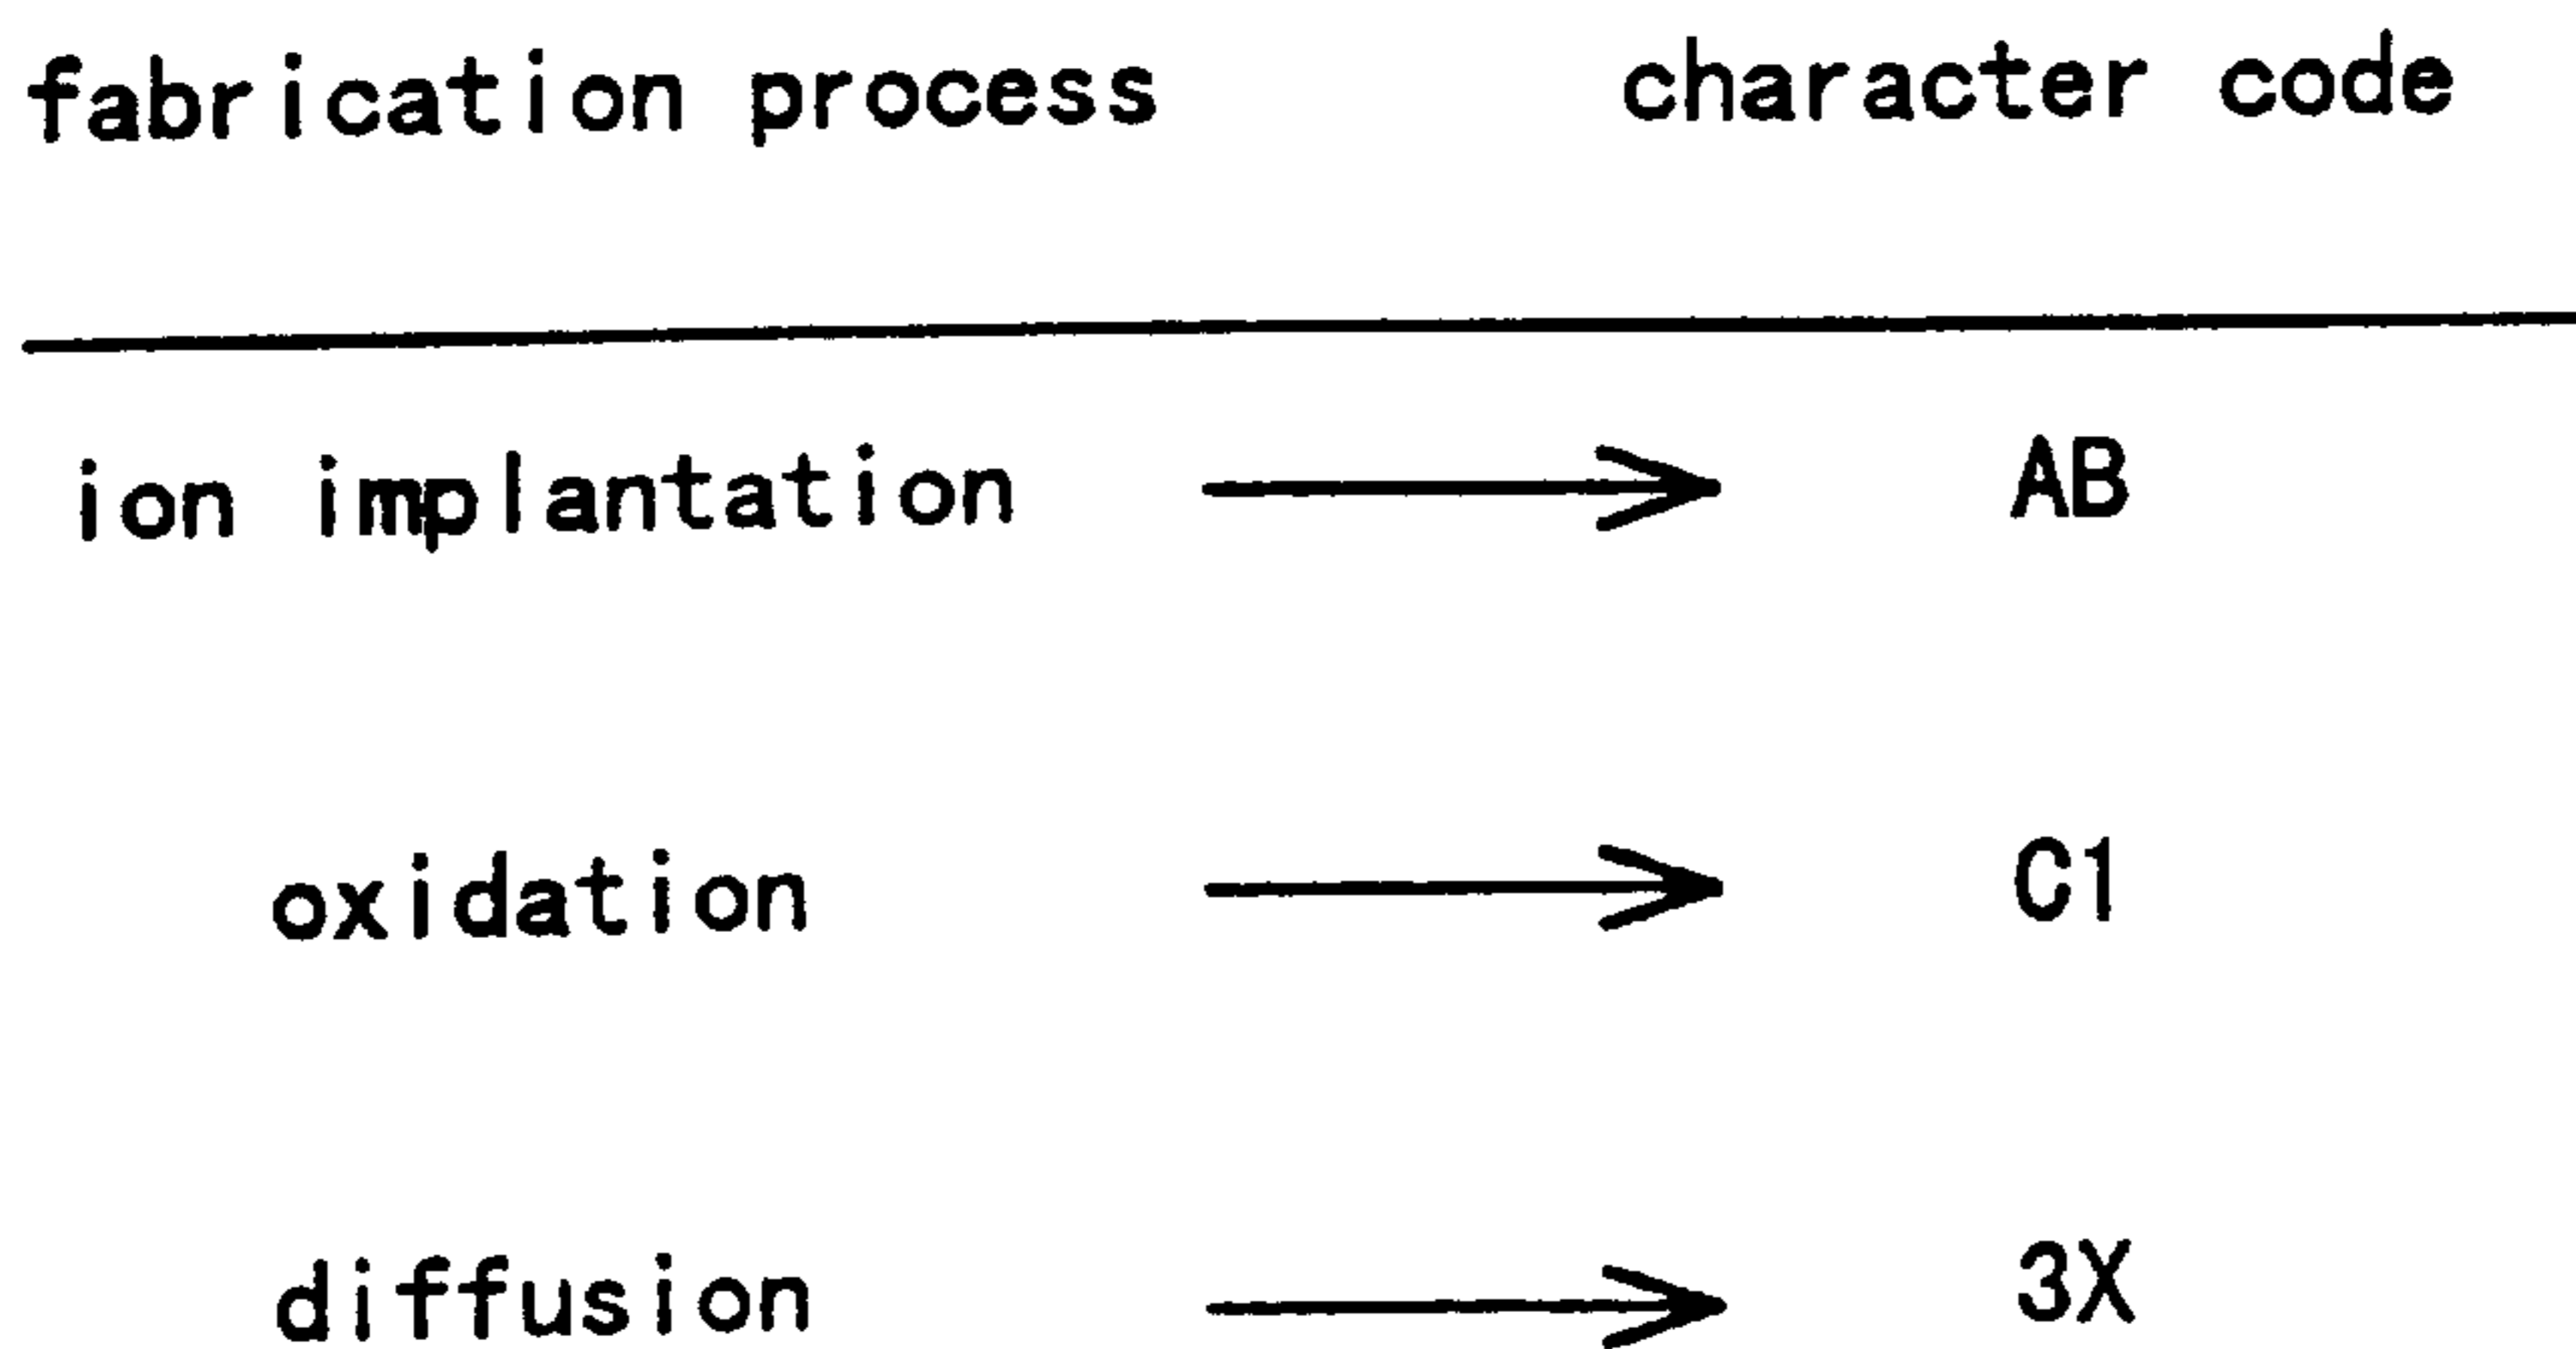 fabrication process character code
ion implantation AB
oxidation C1
diffusion 3X